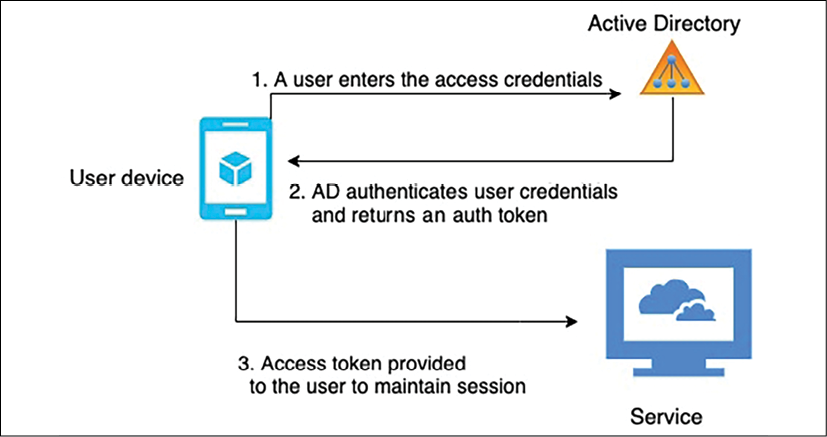 Active Directory
1. A user enters the access credentials
User device
2. AD authenticates user credentials
and returns an auth token
3. Access token provided
to the user to maintain session
Service